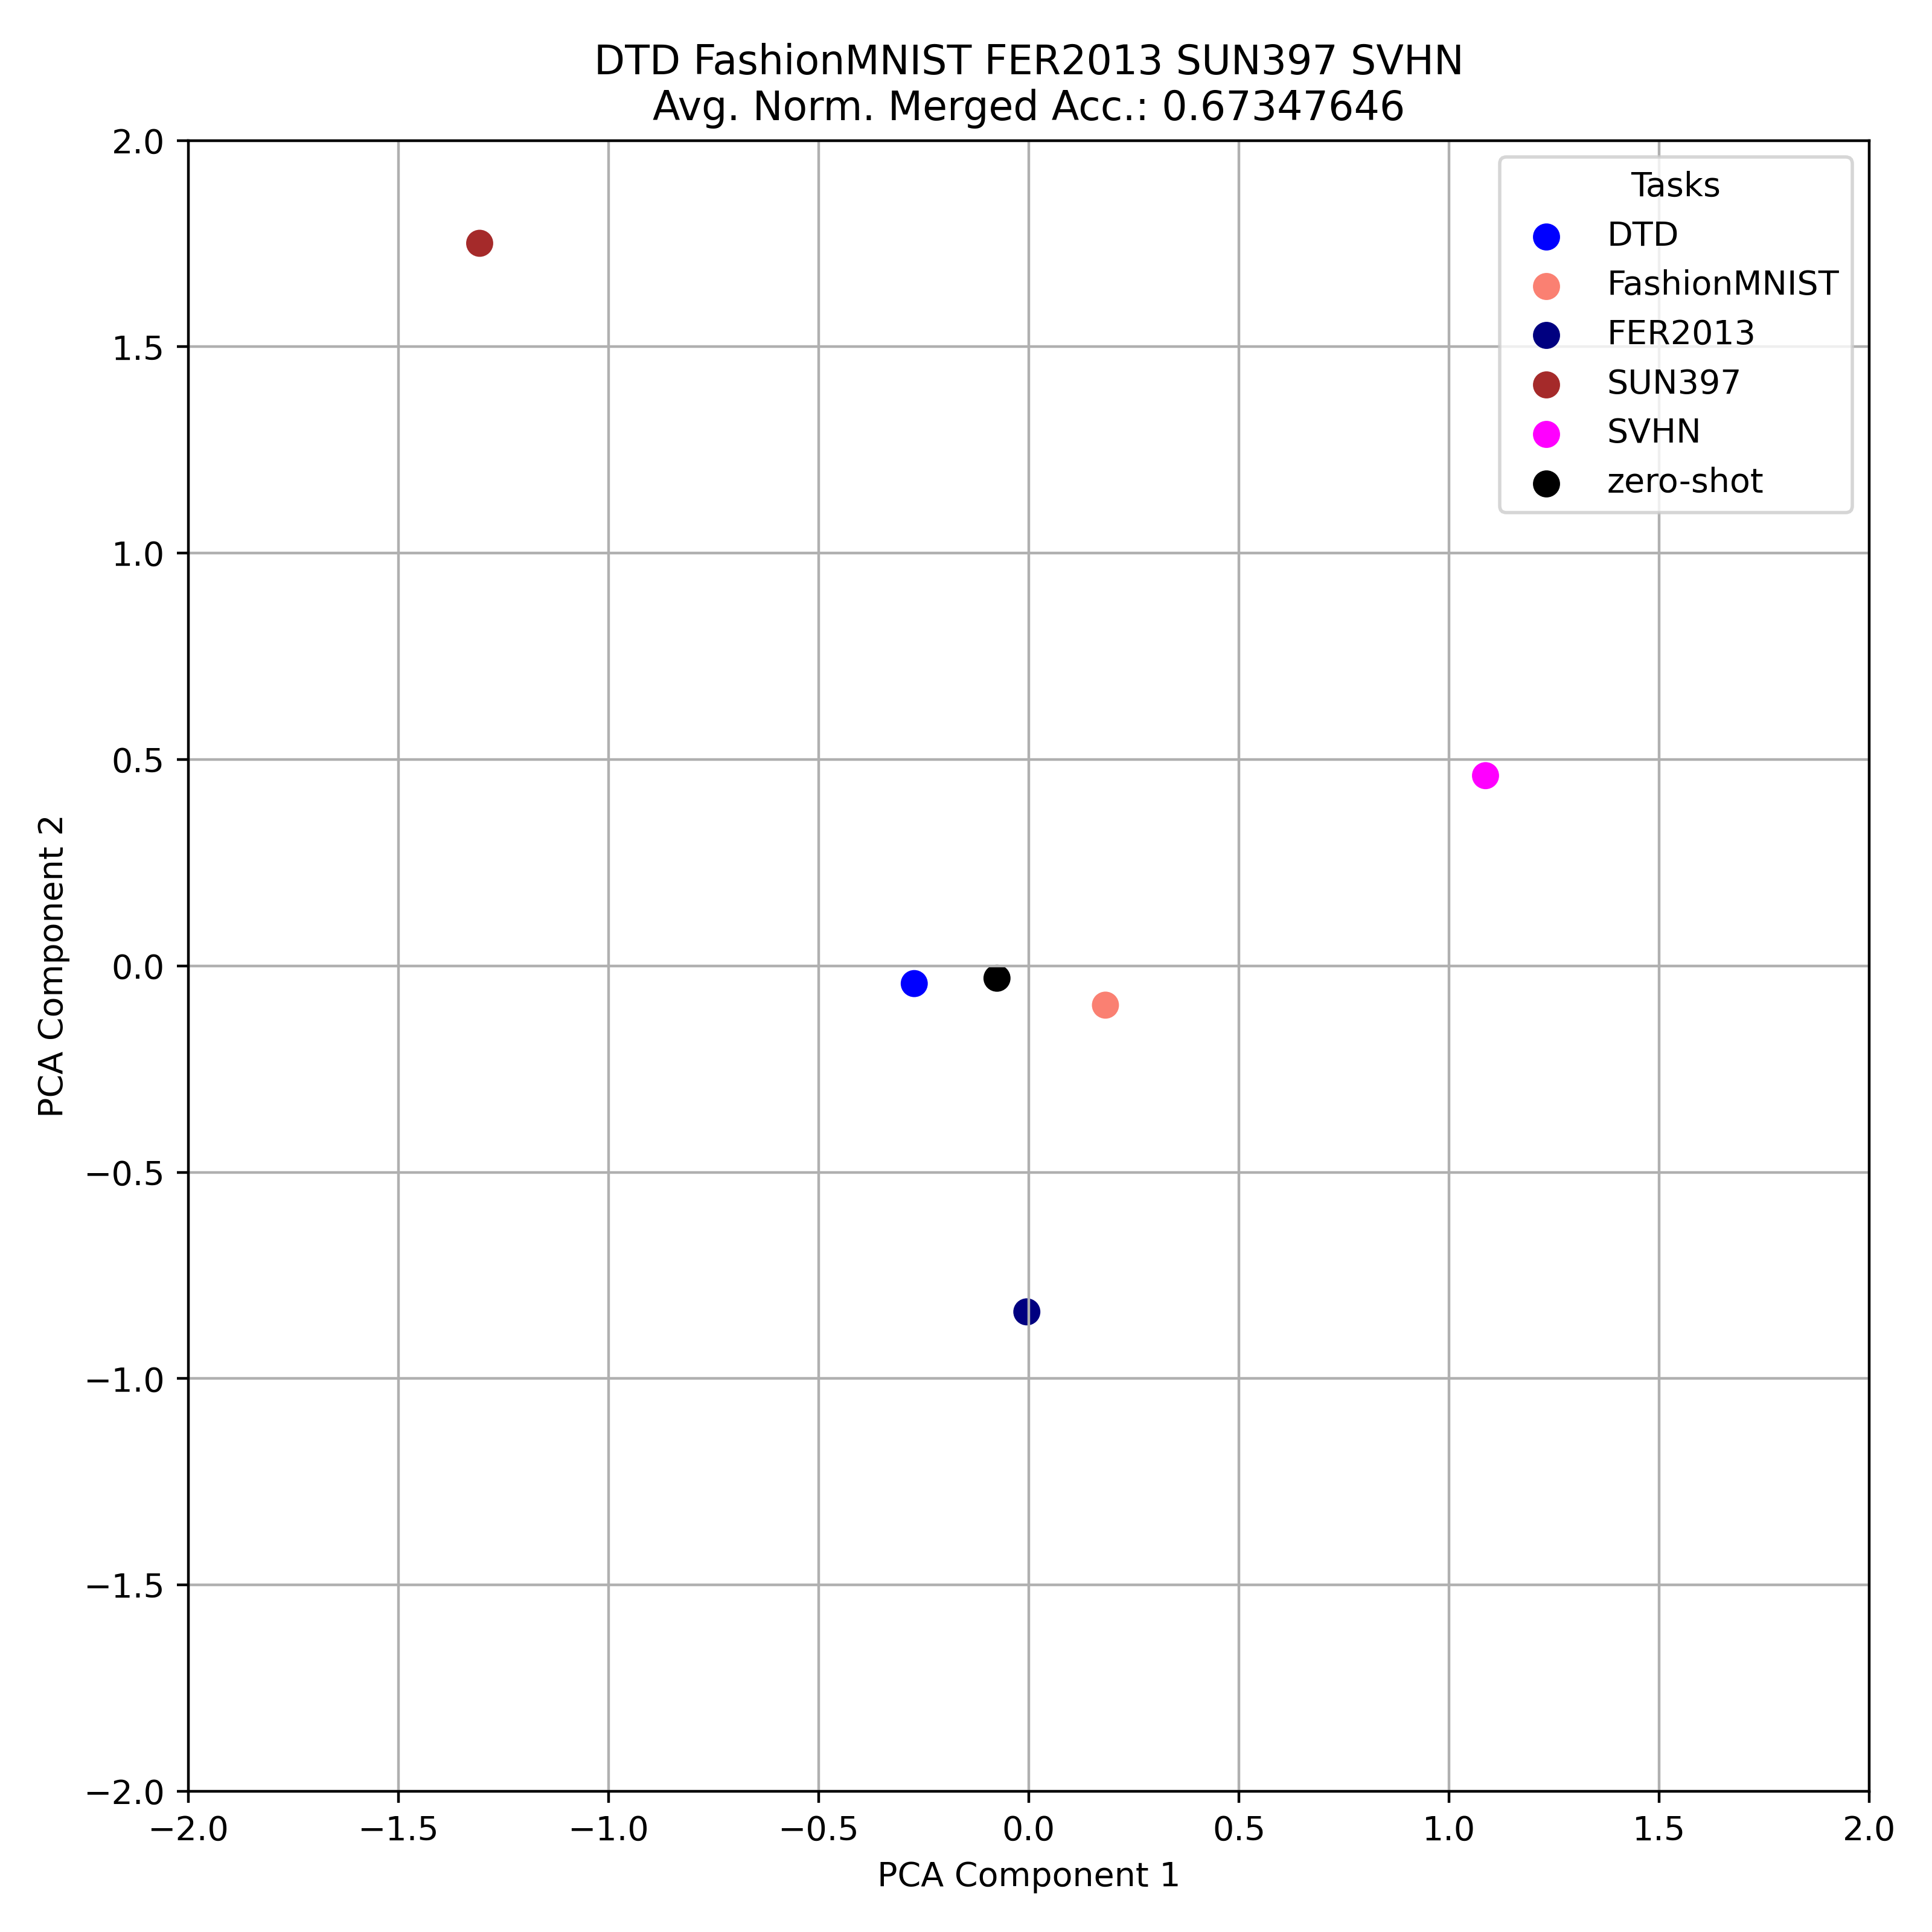 DTD FashionMNIST FER2013 SUN397 SVHN
Avg. Norm. Merged Acc.: 0.67347646
Tasks
DTD
FashionMNIST
FER2013
SUN397
SVHN
zero-shot
2.0
1.5
1.0
0.5
0.0
−0.5
−1.0
−1.5
−2.0
PCA Component 2
−2.0 −1.5 −1.0 −0.5 0.0 0.5 1.0 1.5 2.0
PCA Component 1